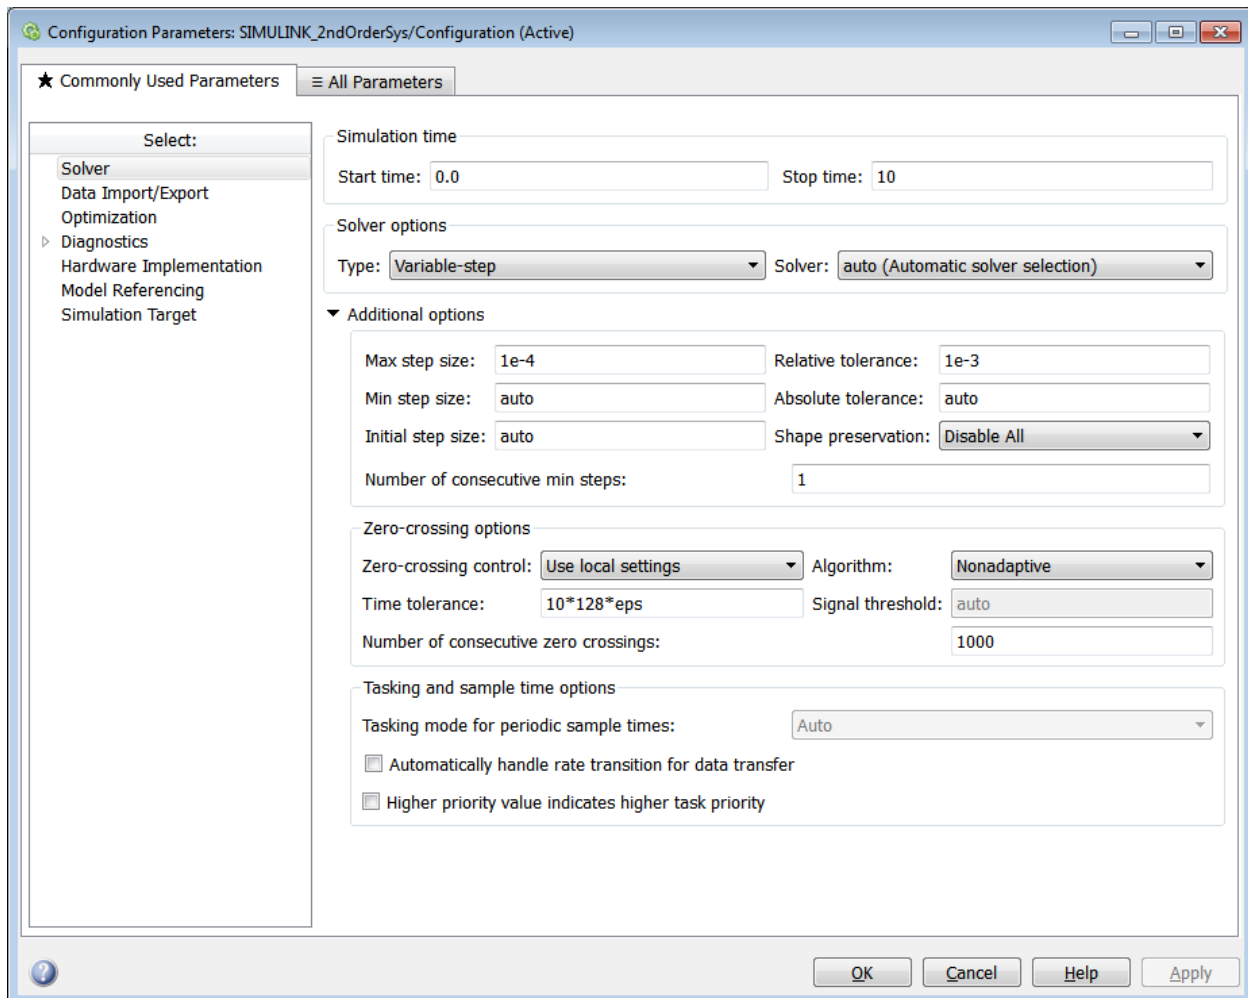 Configuration Parameters: SIMULINK_2ndOrderSys/Configuration (Active)
★ Commonly Used Parameters
≡ All Parameters
Select:
Solver
Data Import/Export
Optimization
Diagnostics
Hardware Implementation
Model Referencing
Simulation Target
Simulation time
Start time: 0.0 Stop time: 10
Solver options
Type: Variable-step Solver: auto (Automatic solver selection)
Additional options
Max step size: 1e-4 Relative tolerance: 1e-3
Min step size: auto Absolute tolerance: auto
Initial step size: auto Shape preservation: Disable All
Number of consecutive min steps: 1
Zero-crossing options
Zero-crossing control: Use local settings Algorithm: Nonadaptive
Time tolerance: 10*128*eps Signal threshold: auto
Number of consecutive zero crossings: 1000
Tasking and sample time options
Tasking mode for periodic sample times: Auto
Automatically handle rate transition for data transfer
Higher priority value indicates higher task priority
? OK Cancel Help Apply